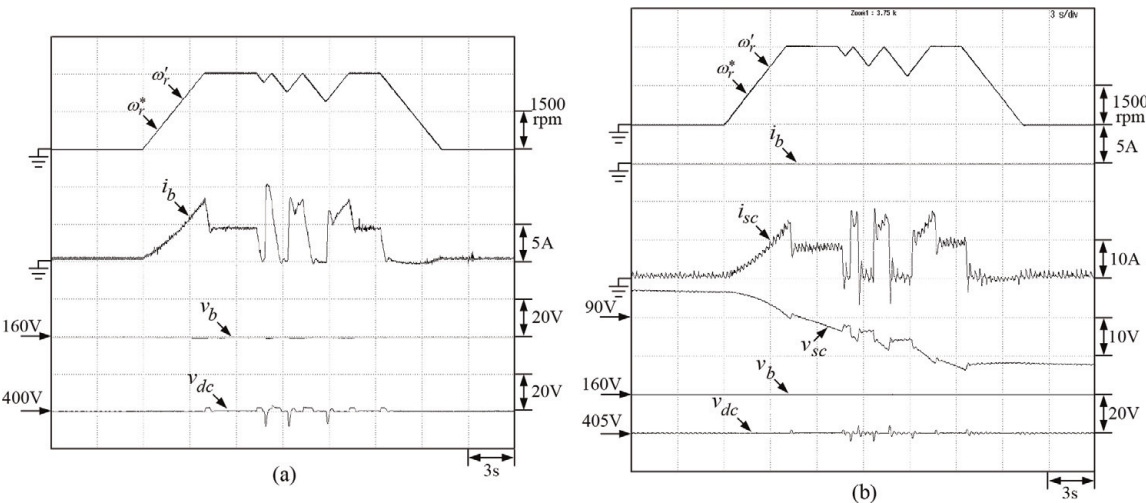 ω′r
ω*r
1500
rpm
ib
5A
vb
20V
160V
vdc
20V
400V
3s
(a)
Zoom1 : 3.75 k
3 s/div
ω′r
ω*r
1500
rpm
ib
5A
isc
10A
90V
vsc
10V
vb
160V
vdc
20V
405V
3s
(b)